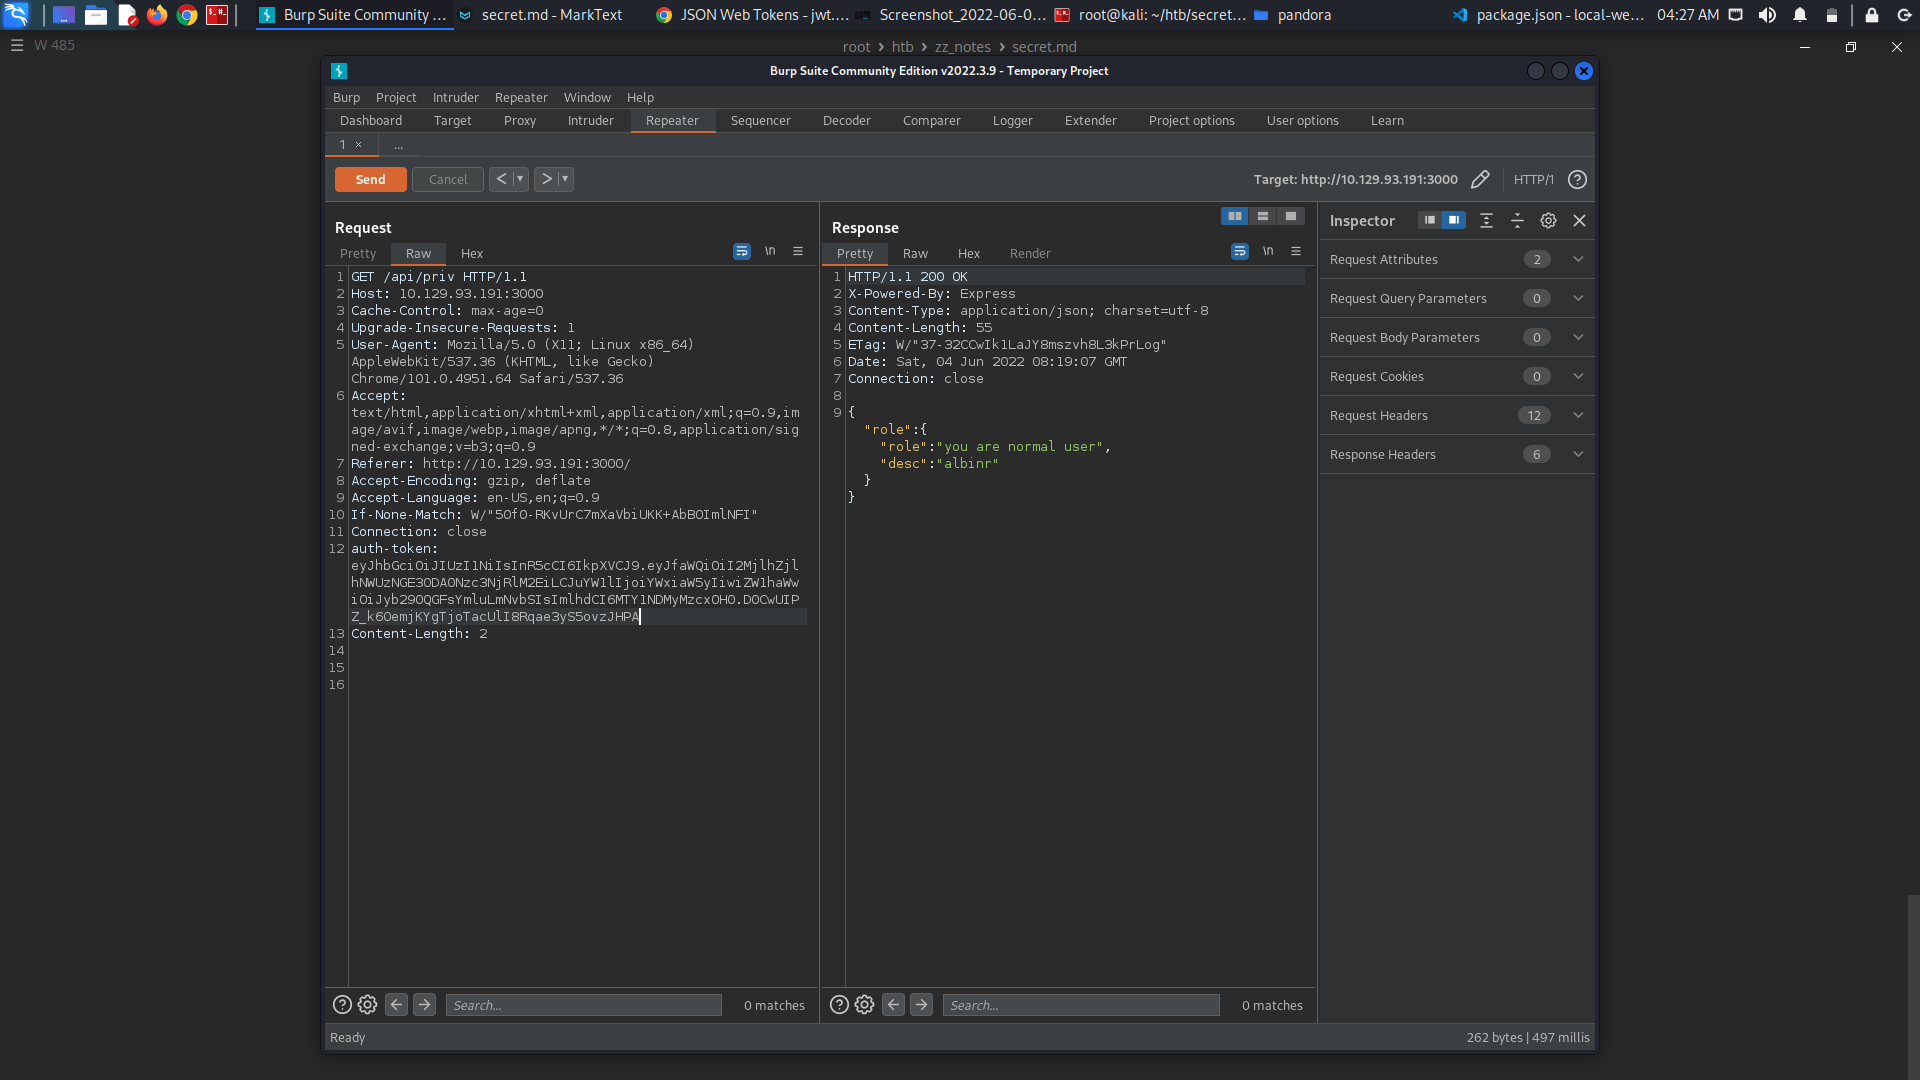 Burp Suite Community ...
secret.md - MarkText
JSON Web Tokens - jwt....
Screenshot_2022-06-0...
root@kali: ~/htb/secret...
pandora
package.json - local-we...
04:27 AM
W 485
root › htb › zz_notes › secret.md
Burp Suite Community Edition v2022.3.9 - Temporary Project
Burp Project Intruder Repeater Window Help
Dashboard Target Proxy Intruder Repeater Sequencer Decoder Comparer Logger Extender Project options User options Learn
1 × ...
Send Cancel < >
Target: http://10.129.93.191:3000 HTTP/1
Request
Pretty Raw Hex \n
1 GET /api/priv HTTP/1.1
2 Host: 10.129.93.191:3000
3 Cache-Control: max-age=0
4 Upgrade-Insecure-Requests: 1
5 User-Agent: Mozilla/5.0 (X11; Linux x86_64)
AppleWebKit/537.36 (KHTML, like Gecko)
Chrome/101.0.4951.64 Safari/537.36
6 Accept:
text/html,application/xhtml+xml,application/xml;q=0.9,im
age/avif,image/webp,image/apng,*/*;q=0.8,application/sig
ned-exchange;v=b3;q=0.9
7 Referer: http://10.129.93.191:3000/
8 Accept-Encoding: gzip, deflate
9 Accept-Language: en-US,en;q=0.9
10 If-None-Match: W/"50f0-RKvUrC7mXaVbiUKK+AbBOImlNFI"
11 Connection: close
12 auth-token:
eyJhbGciOiJIUzI1NiIsInR5cCI6IkpXVCJ9.eyJfaWQiOiI2MjlhZjl
hNWUzNGE3ODA0Nzc3NjRlM2EiLCJuYW1lIjoiYWxiaW5yIiwiZW1haWw
iOiJyb290QGFsYmluLmNvbSIsImlhdCI6MTY1NDMyMzcxOH0.D0CwUIP
Z_k6OemjKYgTjoTacUlI8Rqae3yS5ovzJHPA
13 Content-Length: 2
14
15
16
Response
Pretty Raw Hex Render \n
1 HTTP/1.1 200 OK
2 X-Powered-By: Express
3 Content-Type: application/json; charset=utf-8
4 Content-Length: 55
5 ETag: W/"37-32CCwIk1LaJY8mszvh8L3kPrLog"
6 Date: Sat, 04 Jun 2022 08:19:07 GMT
7 Connection: close
8
9 {
"role":{
"role":"you are normal user",
"desc":"albinr"
}
}
Inspector
Request Attributes 2
Request Query Parameters 0
Request Body Parameters 0
Request Cookies 0
Request Headers 12
Response Headers 6
Search... 0 matches
Search... 0 matches
Ready
262 bytes | 497 millis